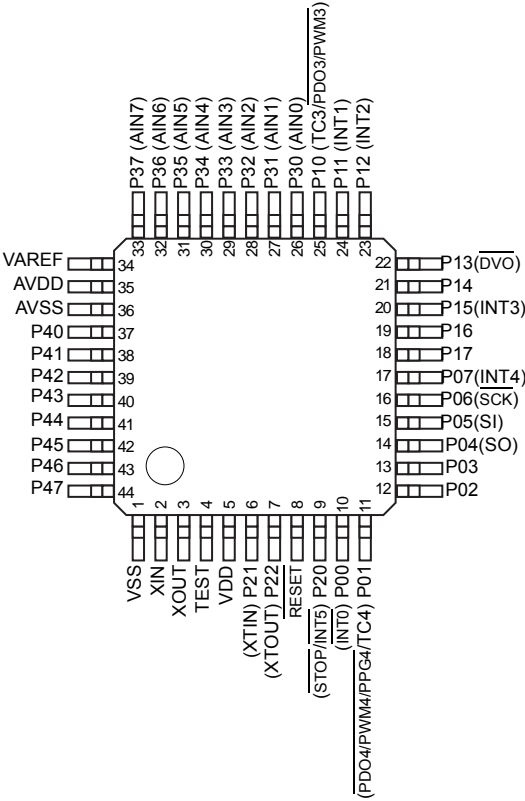 P37 (AIN7)
P36 (AIN6)
P35 (AIN5)
P34 (AIN4)
P33 (AIN3)
P32 (AIN2)
P31 (AIN1)
P30 (AIN0)
P10 (TC3/PDO3/PWM3)
P11 (INT1)
P12 (INT2)
33
32
31
30
29
28
27
26
25
24
23
VAREF 34
AVDD 35
AVSS 36
P40 37
P41 38
P42 39
P43 40
P44 41
P45 42
P46 43
P47 44
22 P13(DVO)
21 P14
20 P15(INT3)
19 P16
18 P17
17 P07(INT4)
16 P06(SCK)
15 P05(SI)
14 P04(SO)
13 P03
12 P02
1
2
3
4
5
6
7
8
9
10
11
VSS
XIN
XOUT
TEST
VDD
(XTIN) P21
(XTOUT) P22
RESET
(STOP/INT5) P20
(INT0) P00
(PDO4/PWM4/PPG4/TC4) P01